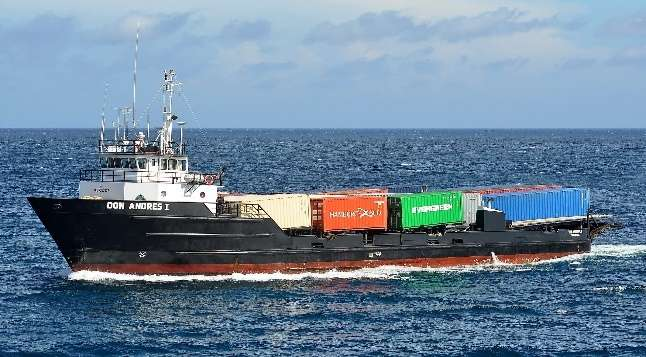 DON ANDRES I
HAMBURG SÜD
EVERGREEN